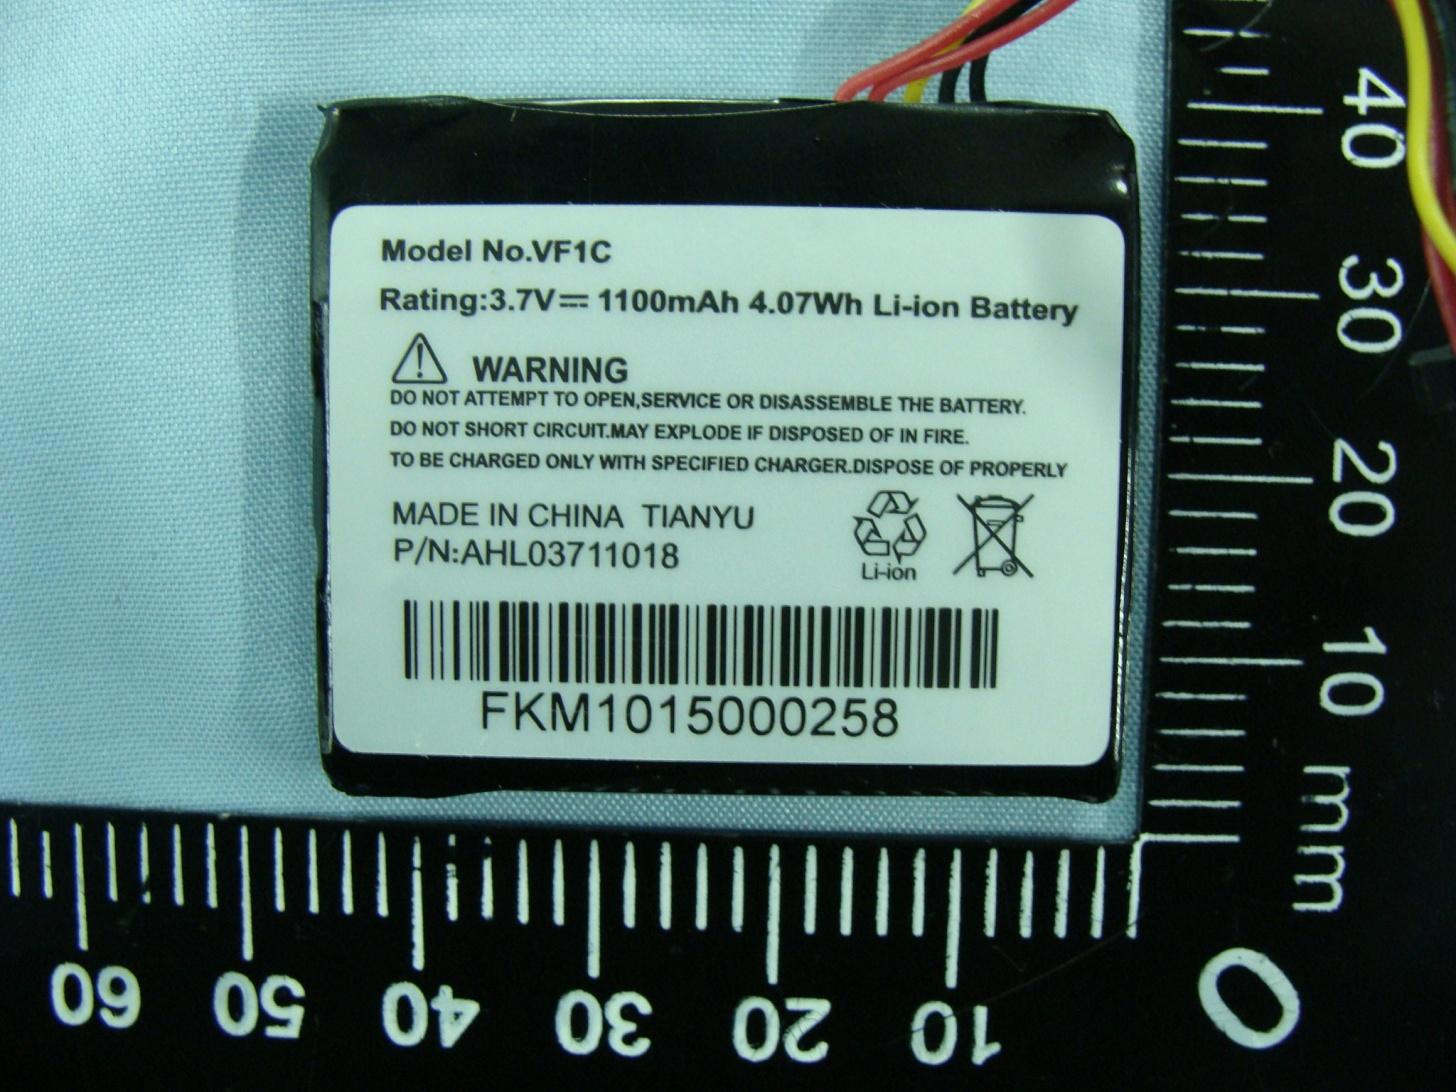 Model No.VF1C
Rating:3.7V⎓ 1100mAh 4.07Wh Li-ion Battery
WARNING
DO NOT ATTEMPT TO OPEN,SERVICE OR DISASSEMBLE THE BATTERY.
DO NOT SHORT CIRCUIT.MAY EXPLODE IF DISPOSED OF IN FIRE.
TO BE CHARGED ONLY WITH SPECIFIED CHARGER.DISPOSE OF PROPERLY
MADE IN CHINA TIANYU
P/N:AHL03711018
Li-ion
FKM1015000258
40
30
20
10
mm
0
10
20
30
40
50
60